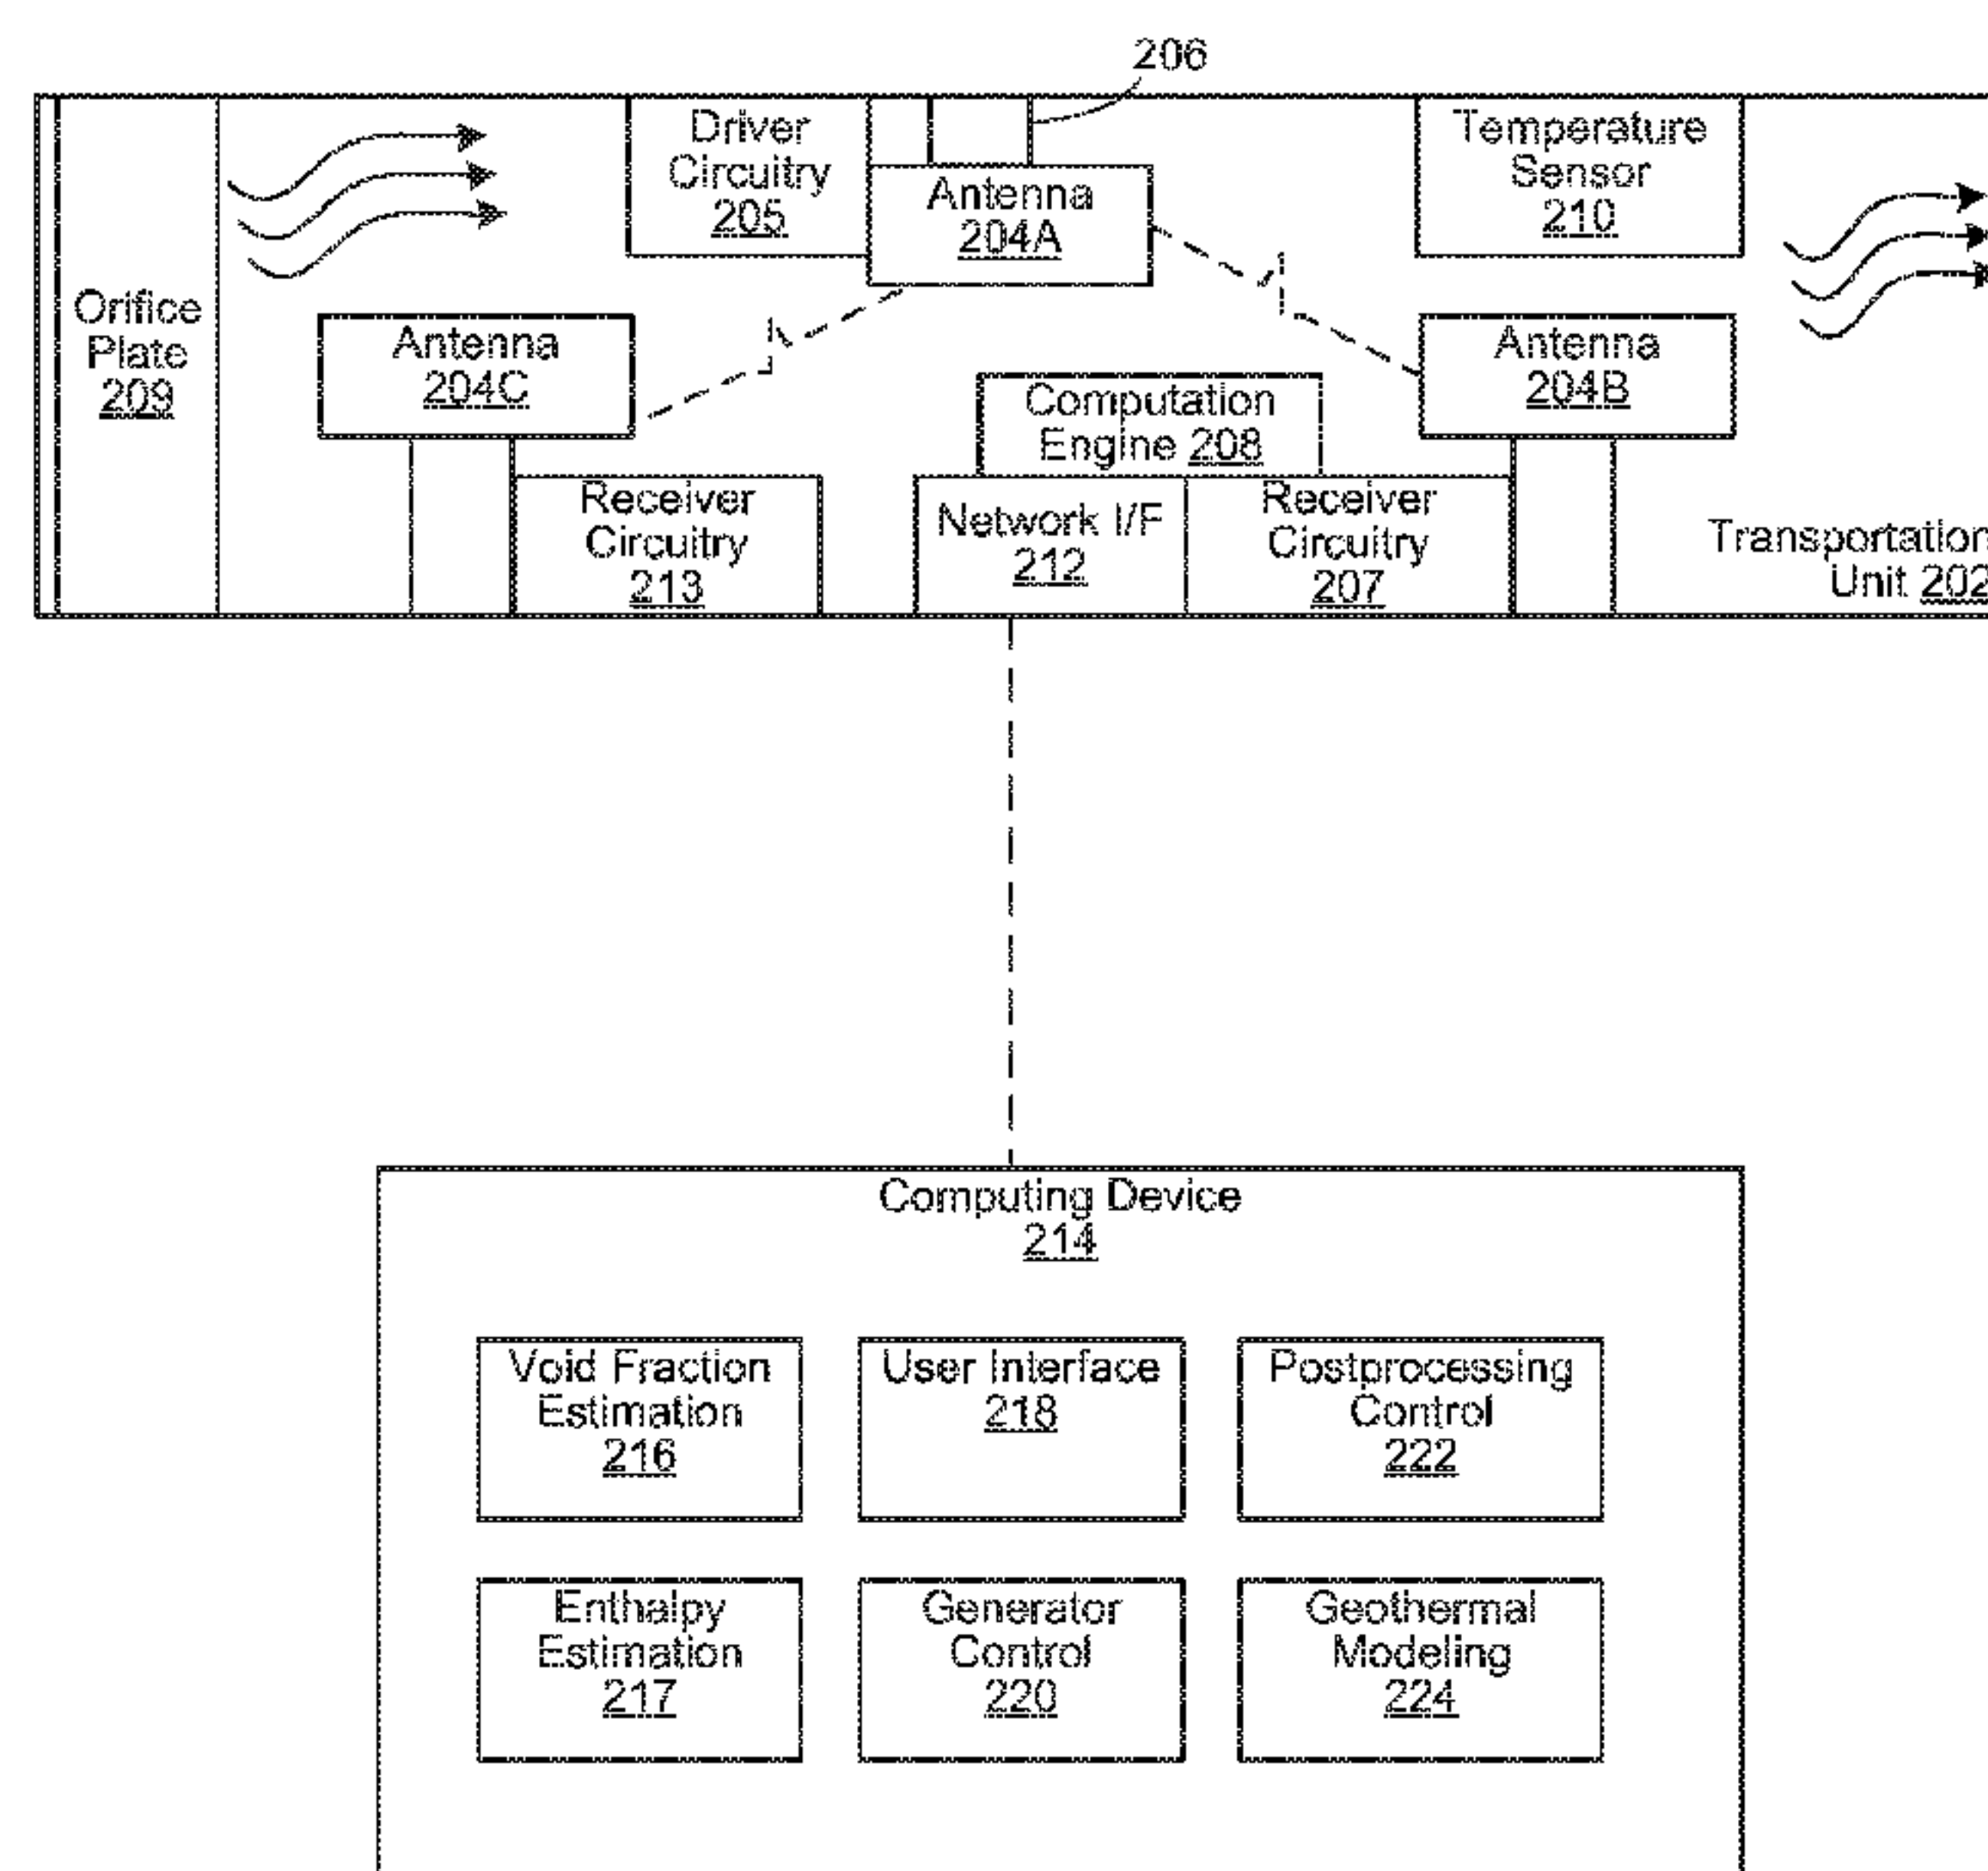 206
Driver
Circuitry
205
Antenna
204A
Temperature
Sensor
210
Orifice
Plate
209
Antenna
204C
Antenna
204B
Computation
Engine 208
Receiver
Circuitry
213
Network I/F
212
Receiver
Circuitry
207
Transportation
Unit 202
Computing Device
214
Void Fraction
Estimation
216
User Interface
218
Postprocessing
Control
222
Enthalpy
Estimation
217
Generator
Control
220
Geothermal
Modeling
224